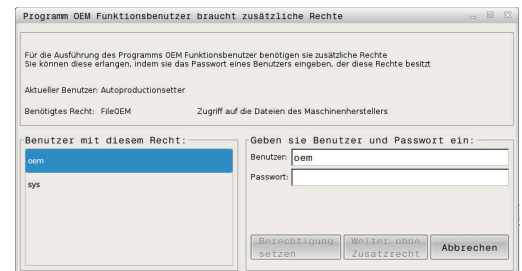 Programm OEM Funktionsbenutzer braucht zusätzliche Rechte
Für die Ausführung des Programms OEM Funktionsbenutzer benötigen sie zusätzliche Rechte
Sie können diese erlangen, indem sie das Passwort eines Benutzers eingeben, der diese Rechte besitzt
Aktueller Benutzer: Autoproductionsetter
Benötigtes Recht: FileOEM Zugriff auf die Dateien des Maschinenherstellers
Benutzer mit diesem Recht:
oem
sys
Geben sie Benutzer und Passwort ein:
Benutzer: oem
Passwort:
Berechtigung setzen
Weiter ohne Zusatzrecht
Abbrechen